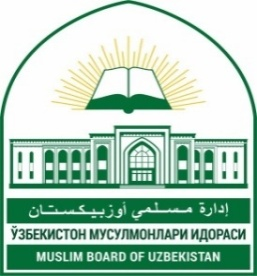 إدارة مسلمي أوزبيكستان
ЎЗБЕКИСТОН МУСУЛМОНЛАРИ ИДОРАСИ
MUSLIM BOARD OF UZBEKISTAN